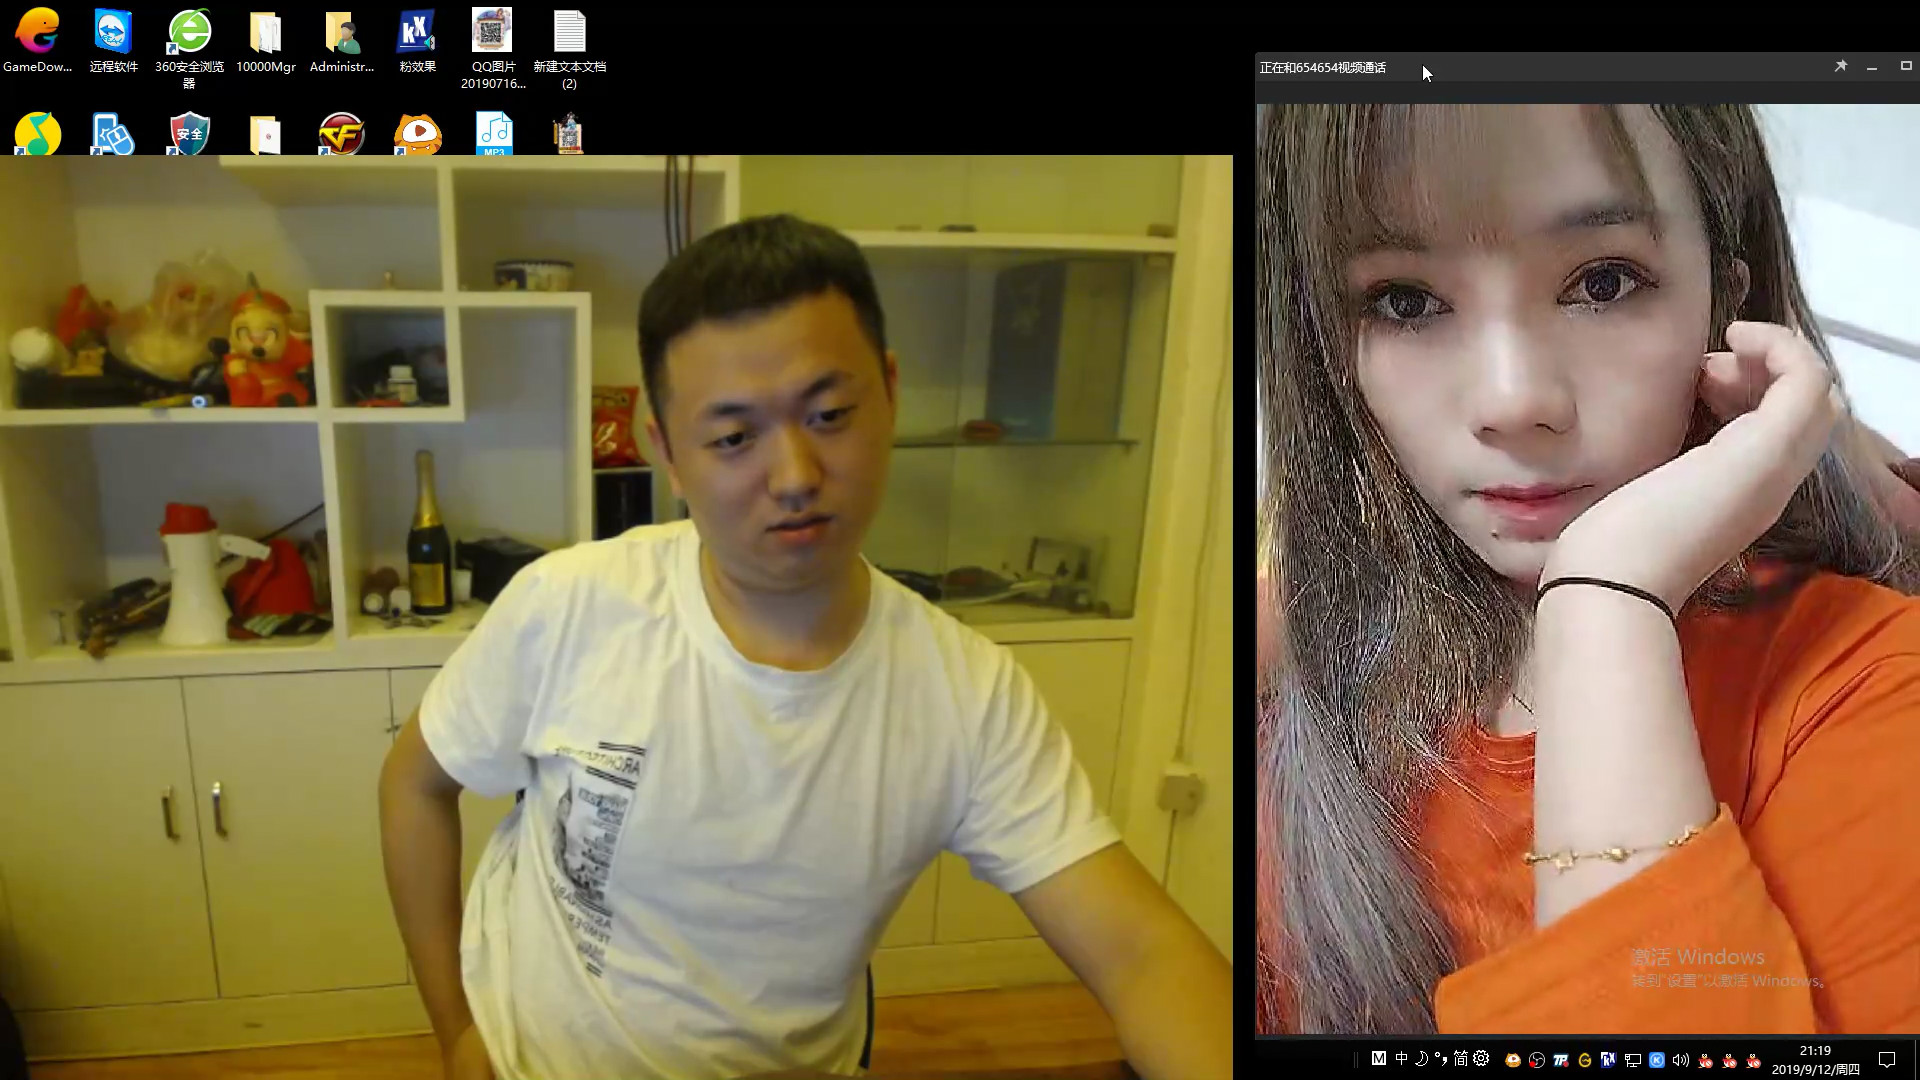 GameDow...
远程软件
360安全浏览
器
10000Mgr
Administr...
粉效果
QQ图片
20190716...
新建文本文档
(2)
安全
MP3
正在和654654视频通话
激活 Windows
转到"设置"以激活 Windows。
M 中 简
21:19
2019/9/12/周四